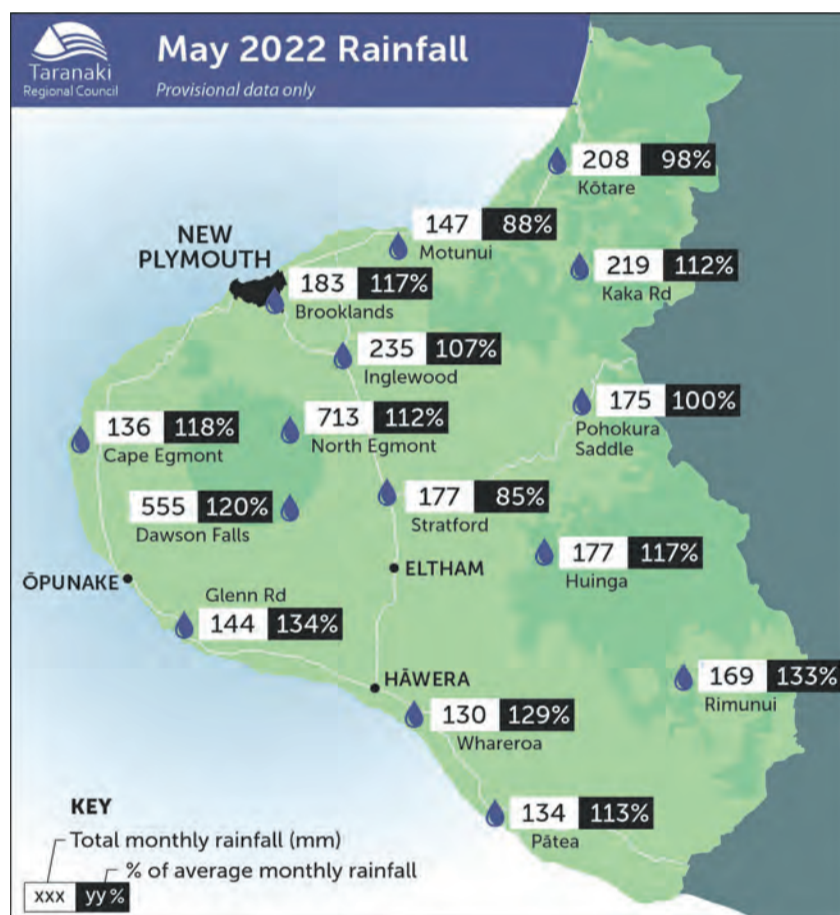 Taranaki
Regional Council
May 2022 Rainfall
Provisional data only
208 98%
Kōtare
147 88%
Motunui
NEW
PLYMOUTH
219 112%
Kaka Rd
183 117%
Brooklands
235 107%
Inglewood
175 100%
Pohokura
Saddle
136 118%
Cape Egmont
713 112%
North Egmont
555 120%
Dawson Falls
177 85%
Stratford
177 117%
Huinga
ŌPUNAKE
ELTHAM
Glenn Rd
144 134%
HĀWERA
169 133%
Rimunui
130 129%
Whareroa
134 113%
Pātea
KEY
Total monthly rainfall (mm)
% of average monthly rainfall
xxx yy%